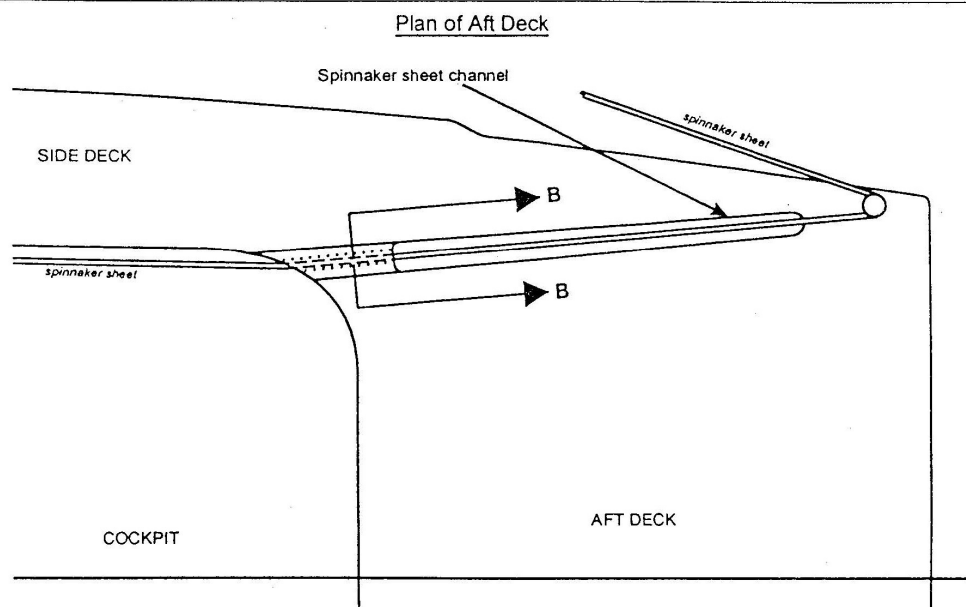 Plan of Aft Deck
Spinnaker sheet channel
spinnaker sheet
SIDE DECK
B
spinnaker sheet
B
AFT DECK
COCKPIT